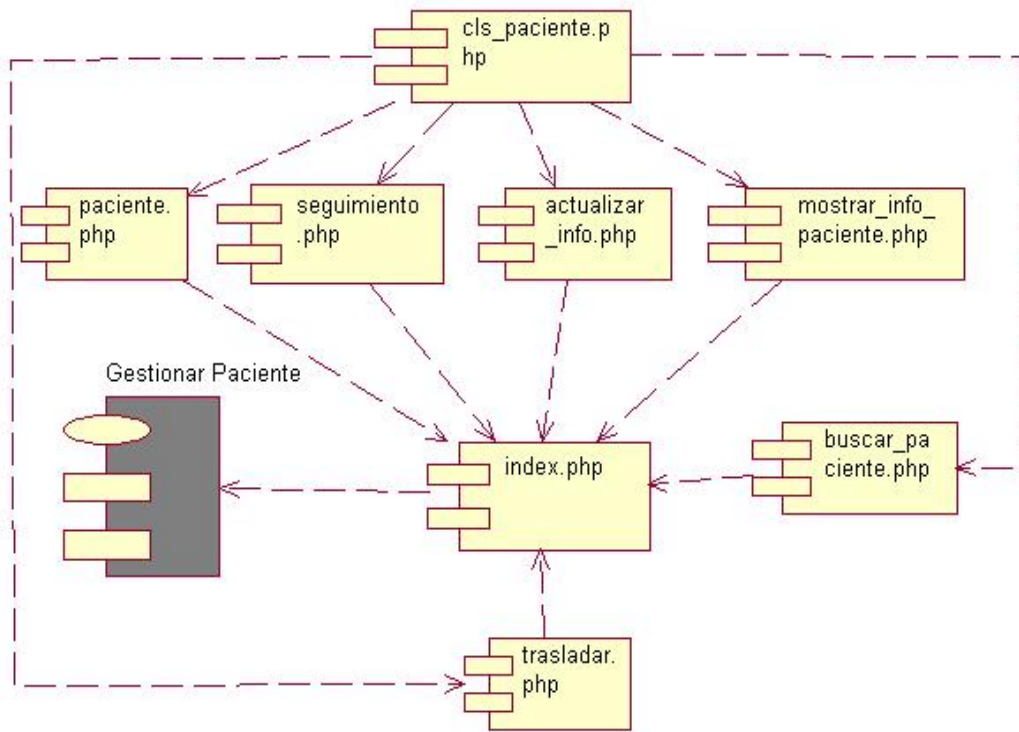 cls_paciente.p
hp
paciente.
php
seguimiento
.php
actualizar
_info.php
mostrar_info_
paciente.php
Gestionar Paciente
index.php
buscar_pa
ciente.php
trasladar.
php